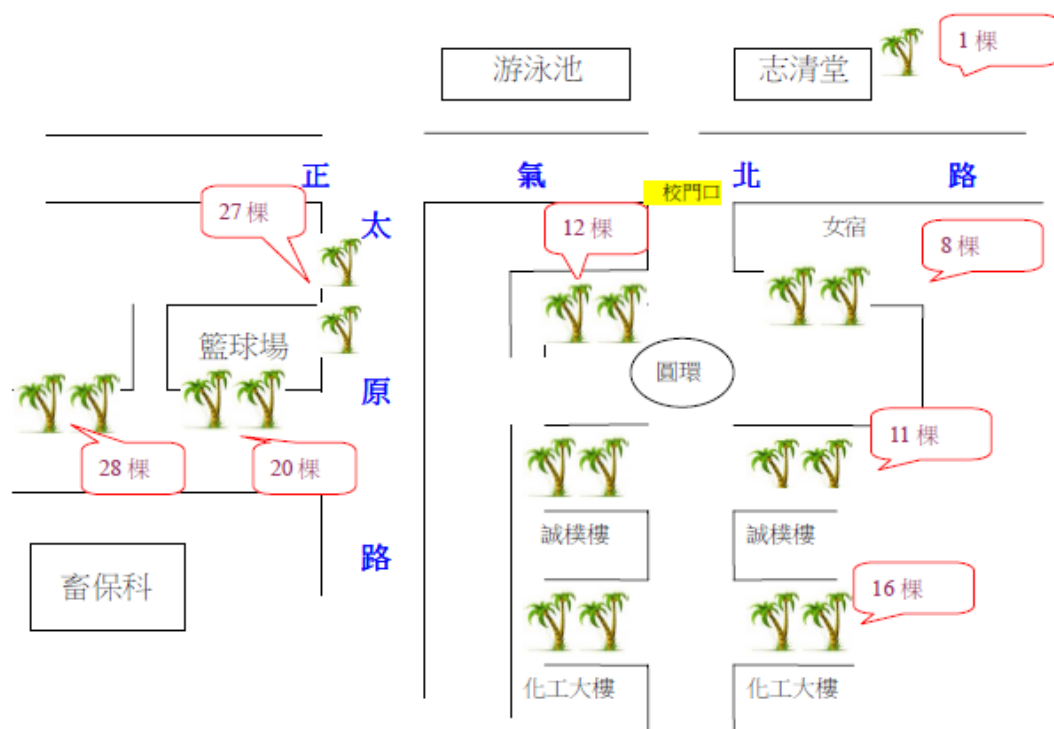 1 棵
游泳池
志清堂
正
氣
北
路
校門口
27 棵
太
12 棵
女宿
8 棵
籃球場
圓環
原
11 棵
28 棵
20 棵
誠樸樓
誠樸樓
路
畜保科
16 棵
化工大樓
化工大樓